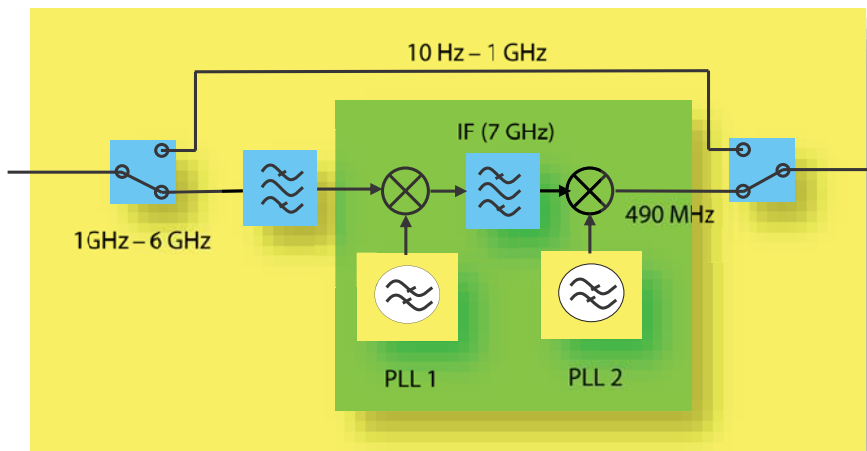 10 Hz – 1 GHz
IF (7 GHz)
490 MHz
1GHz – 6 GHz
PLL 1
PLL 2